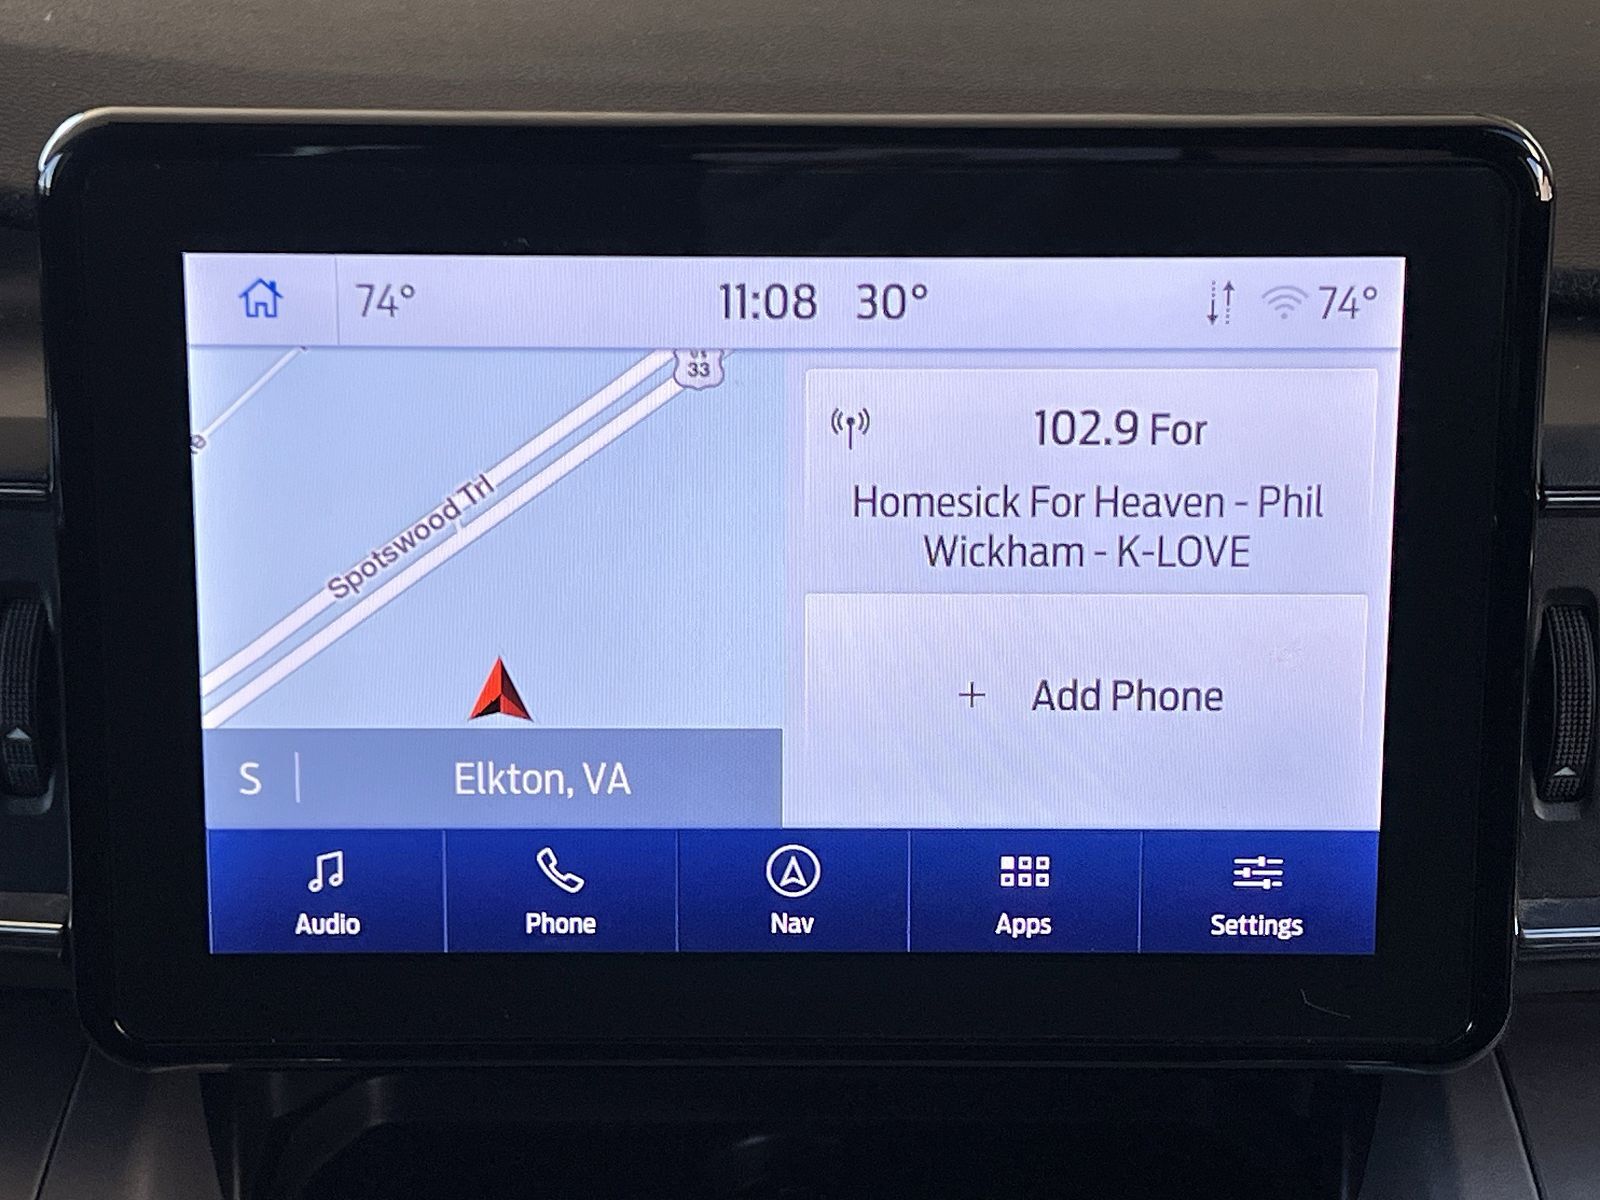 74°
11:08 30°
74°
US
33
Spotswood Trl
102.9 For
Homesick For Heaven - Phil
Wickham - K-LOVE
+ Add Phone
S | Elkton, VA
Audio
Phone
Nav
Apps
Settings